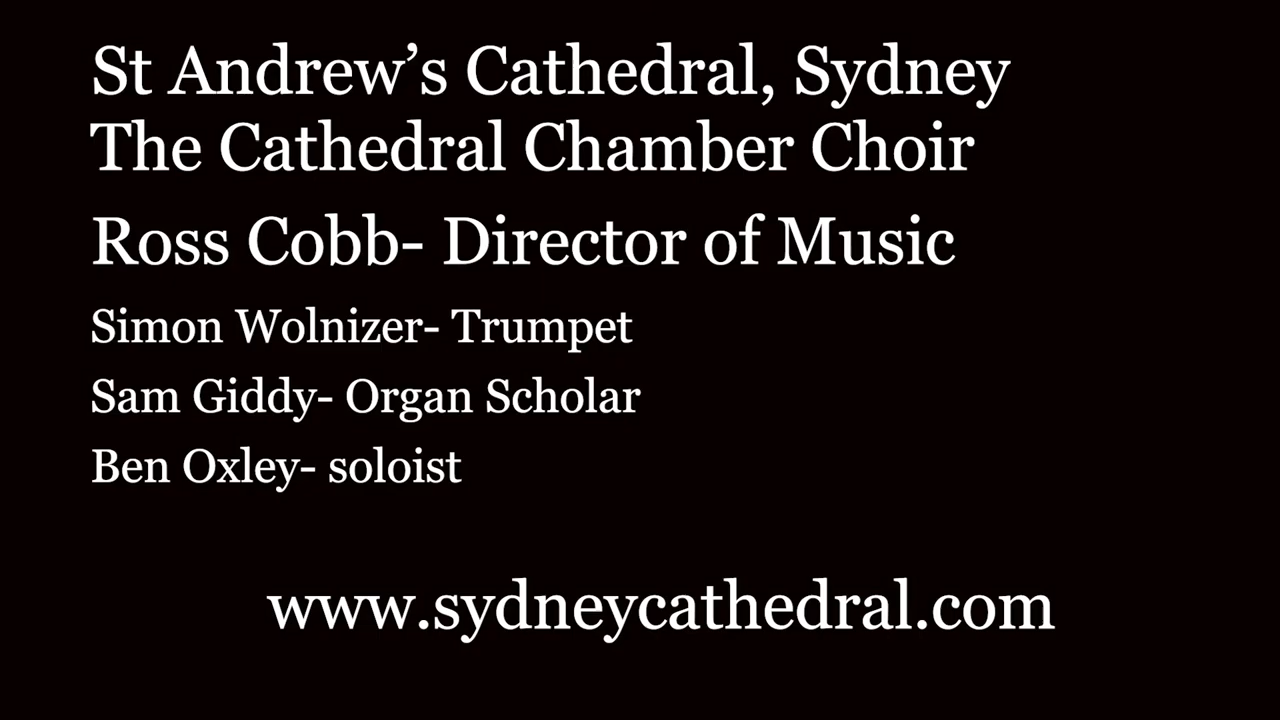 St Andrew’s Cathedral, Sydney
The Cathedral Chamber Choir
Ross Cobb- Director of Music
Simon Wolnizer- Trumpet
Sam Giddy- Organ Scholar
Ben Oxley- soloist
www.sydneycathedral.com